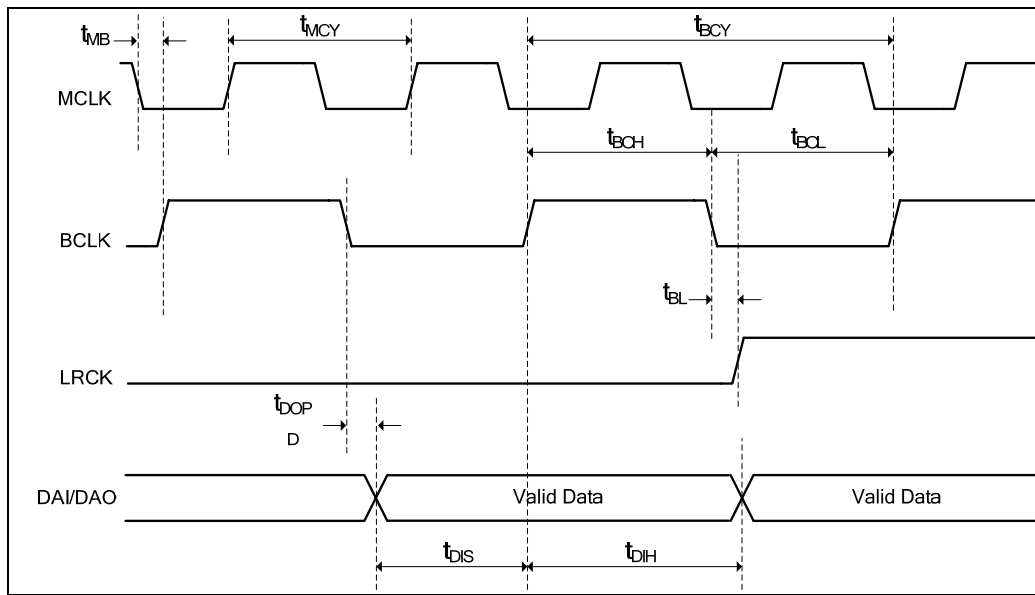 tMB
tMCY
tBCY
MCLK
tBCH
tBCL
BCLK
tBL
LRCK
tDOP
D
DAI/DAO
Valid Data
Valid Data
tDIS
tDIH